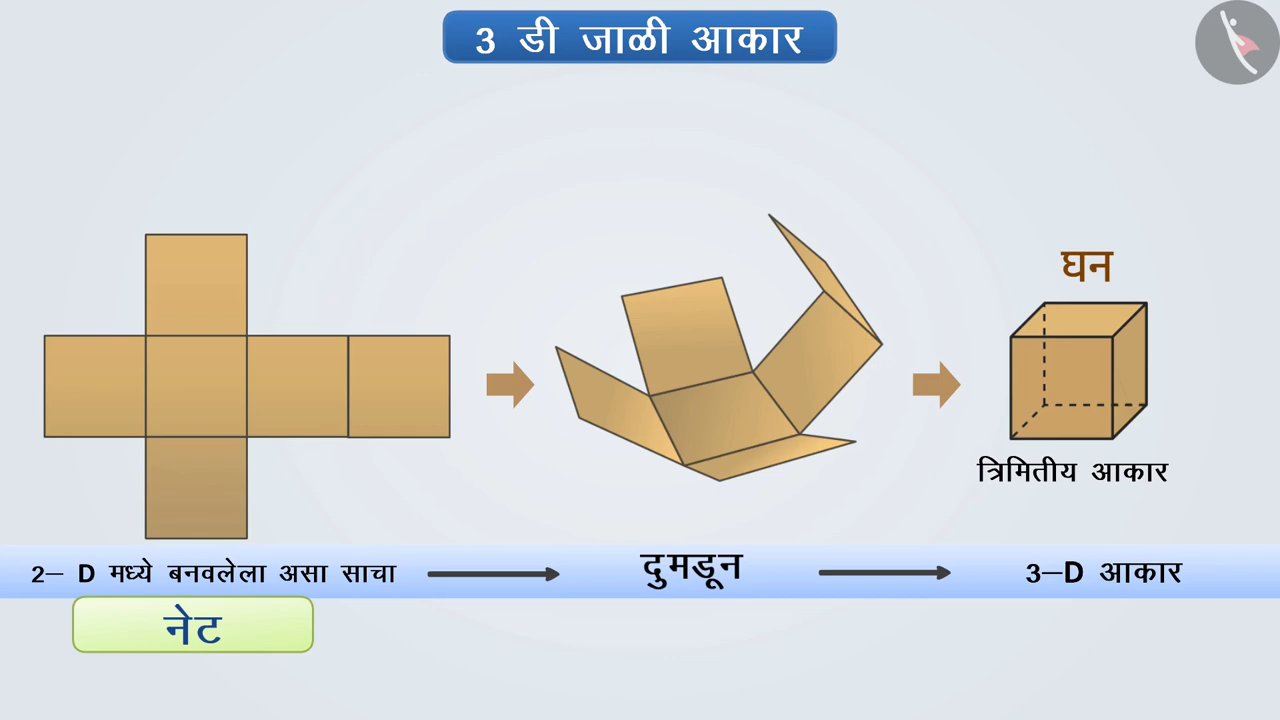 3 डी जाळी आकार
घन
त्रिमितीय आकार
2– D मध्ये बनवलेला असा साचा
दुमडून
3–D आकार
नेट